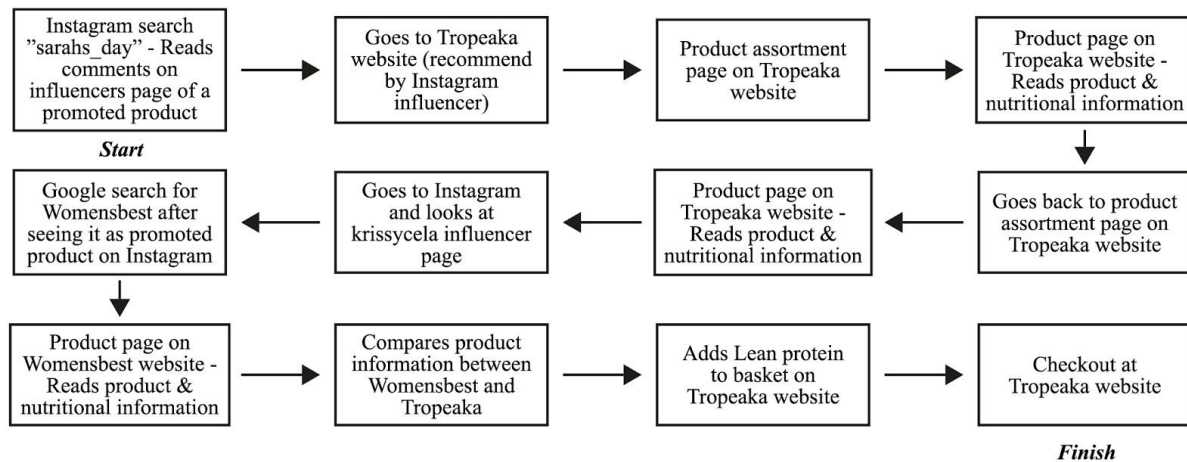 Instagram search
”sarahs_day” - Reads
comments on
influencers page of a
promoted product
Goes to Tropeaka
website (recommend
by Instagram
influencer)
Product assortment
page on Tropeaka
website
Product page on
Tropeaka website -
Reads product &
nutritional information
Start
Goes back to product
assortment page on
Tropeaka website
Product page on
Tropeaka website -
Reads product &
nutritional information
Goes to Instagram
and looks at
krissycela influencer
page
Google search for
Womensbest after
seeing it as promoted
product on Instagram
Product page on
Womensbest website -
Reads product &
nutritional information
Compares product
information between
Womensbest and
Tropeaka
Adds Lean protein
to basket on
Tropeaka website
Checkout at
Tropeaka website
Finish